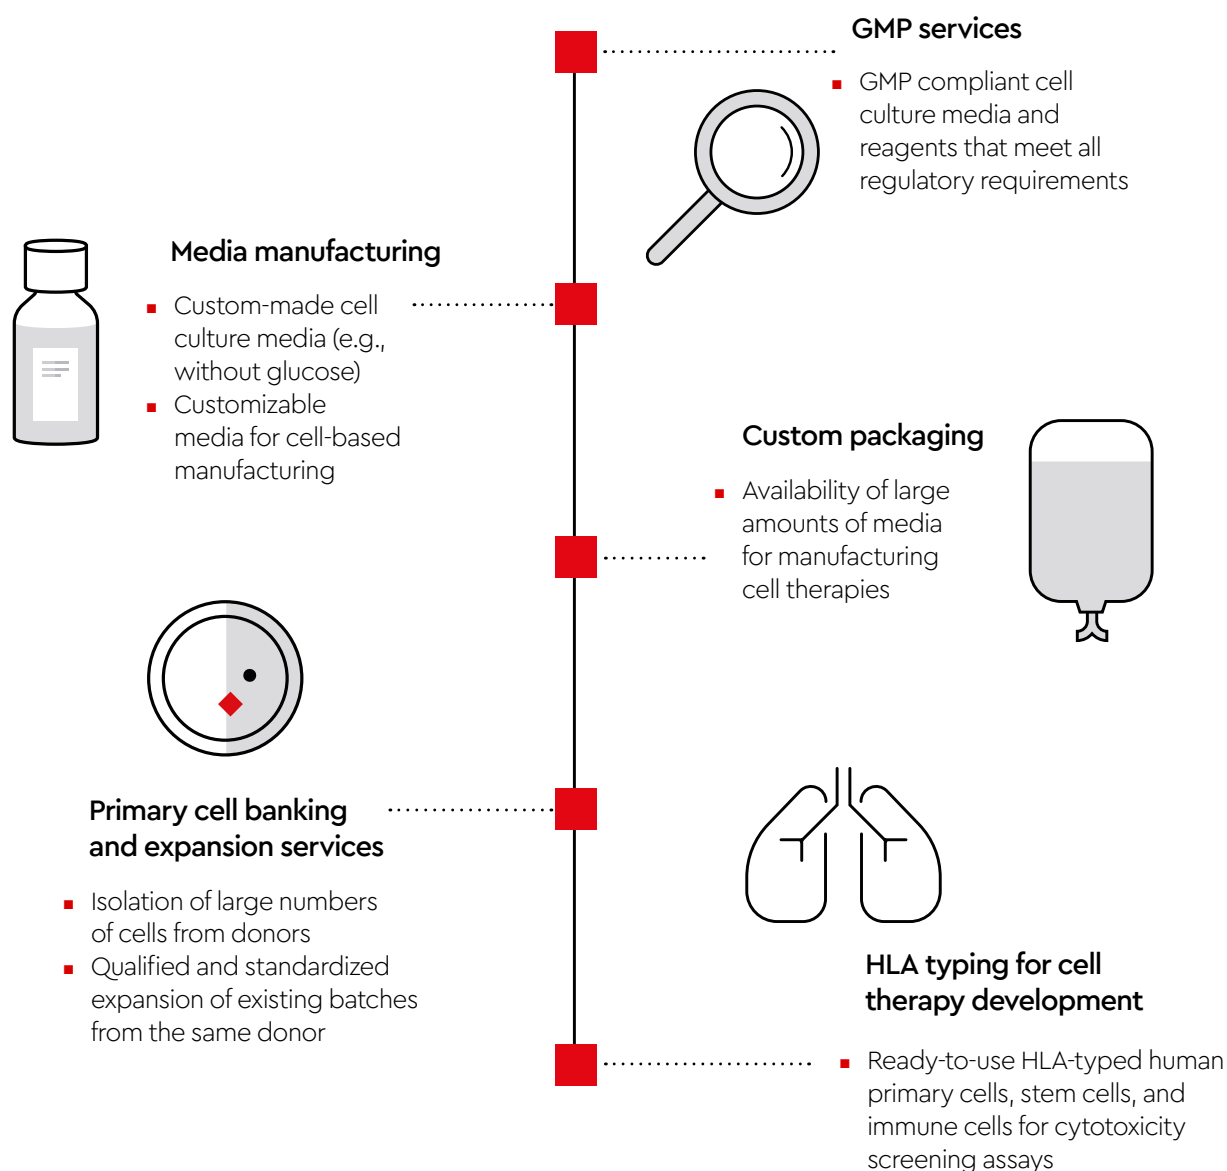 GMP services
▪ GMP compliant cell
culture media and
reagents that meet all
regulatory requirements
Media manufacturing
▪ Custom-made cell
culture media (e.g.,
without glucose)
▪ Customizable
media for cell-based
manufacturing
Custom packaging
▪ Availability of large
amounts of media
for manufacturing
cell therapies
Primary cell banking
and expansion services
▪ Isolation of large numbers
of cells from donors
▪ Qualified and standardized
expansion of existing batches
from the same donor
HLA typing for cell
therapy development
▪ Ready-to-use HLA-typed human
primary cells, stem cells, and
immune cells for cytotoxicity
screening assays